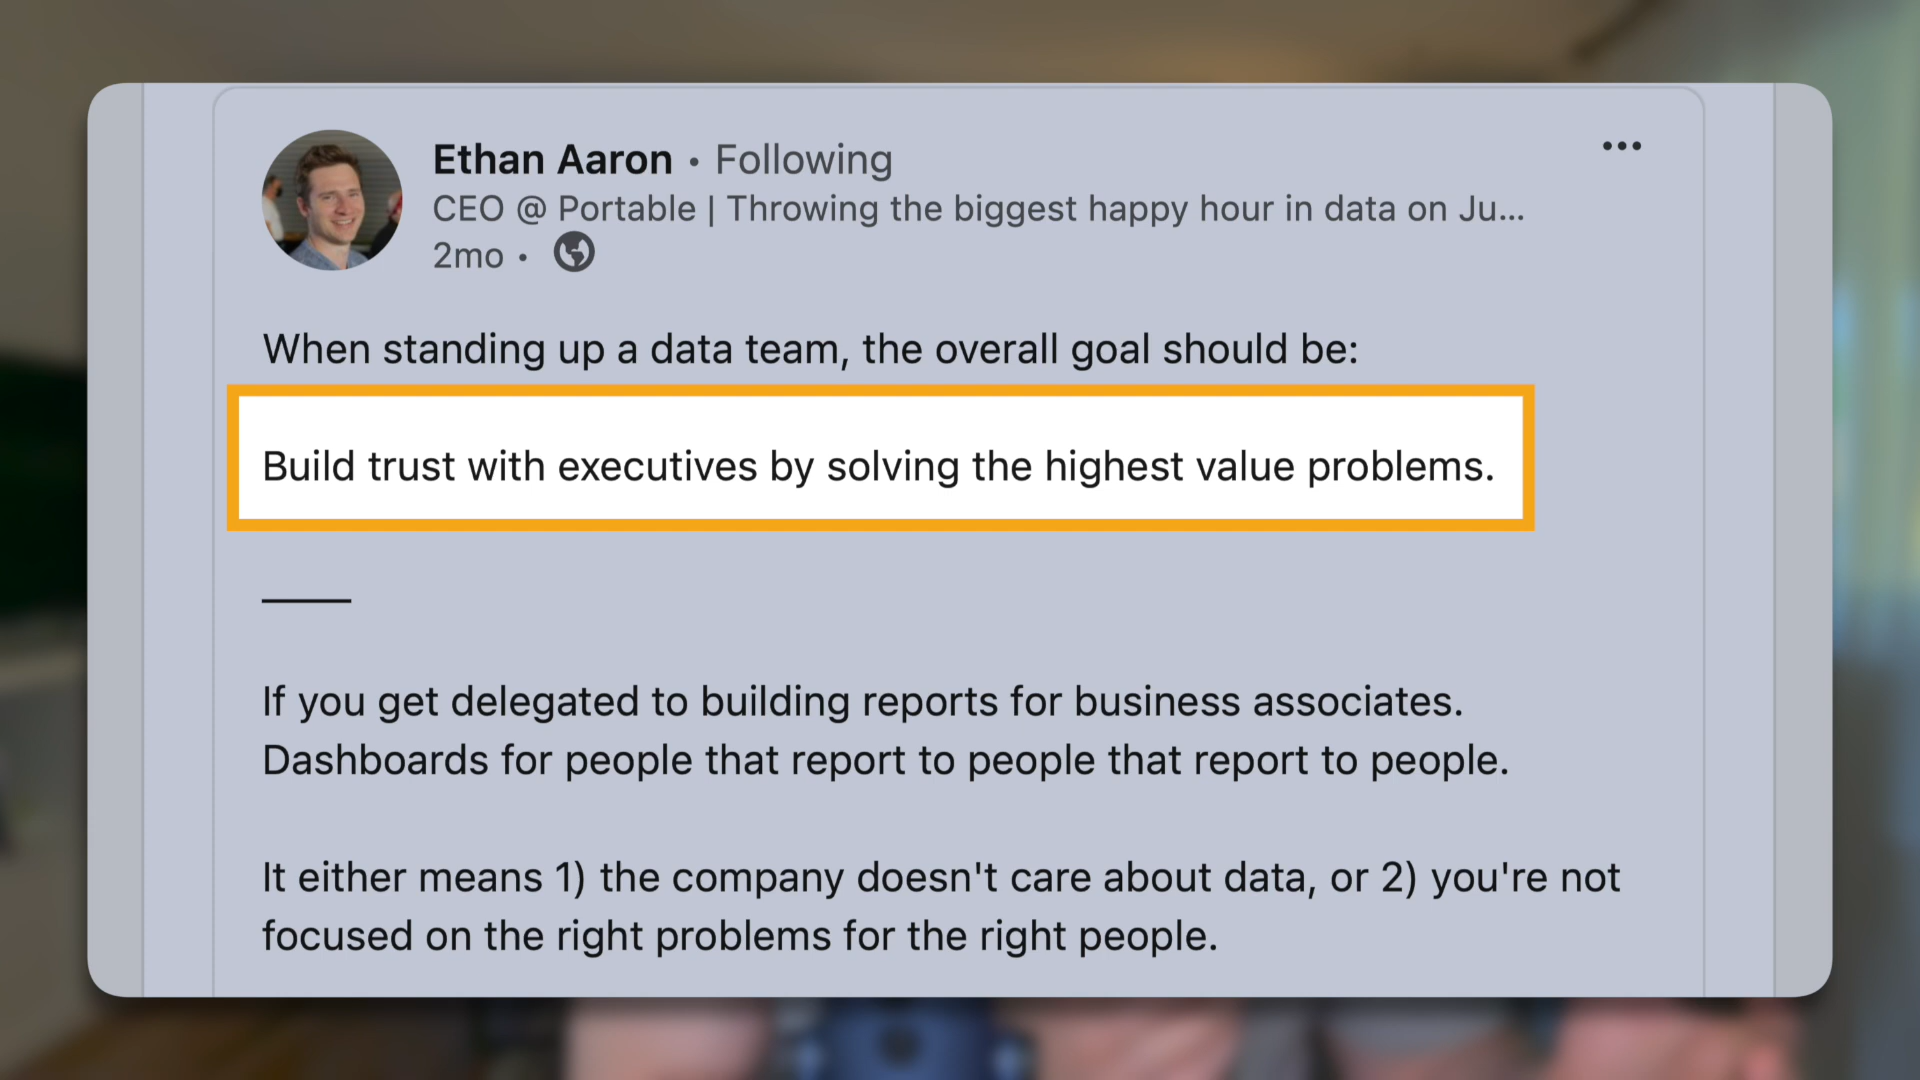 Ethan Aaron • Following
CEO @ Portable | Throwing the biggest happy hour in data on Ju...
2mo •
When standing up a data team, the overall goal should be:
Build trust with executives by solving the highest value problems.
If you get delegated to building reports for business associates.
Dashboards for people that report to people that report to people.
It either means 1) the company doesn't care about data, or 2) you're not
focused on the right problems for the right people.